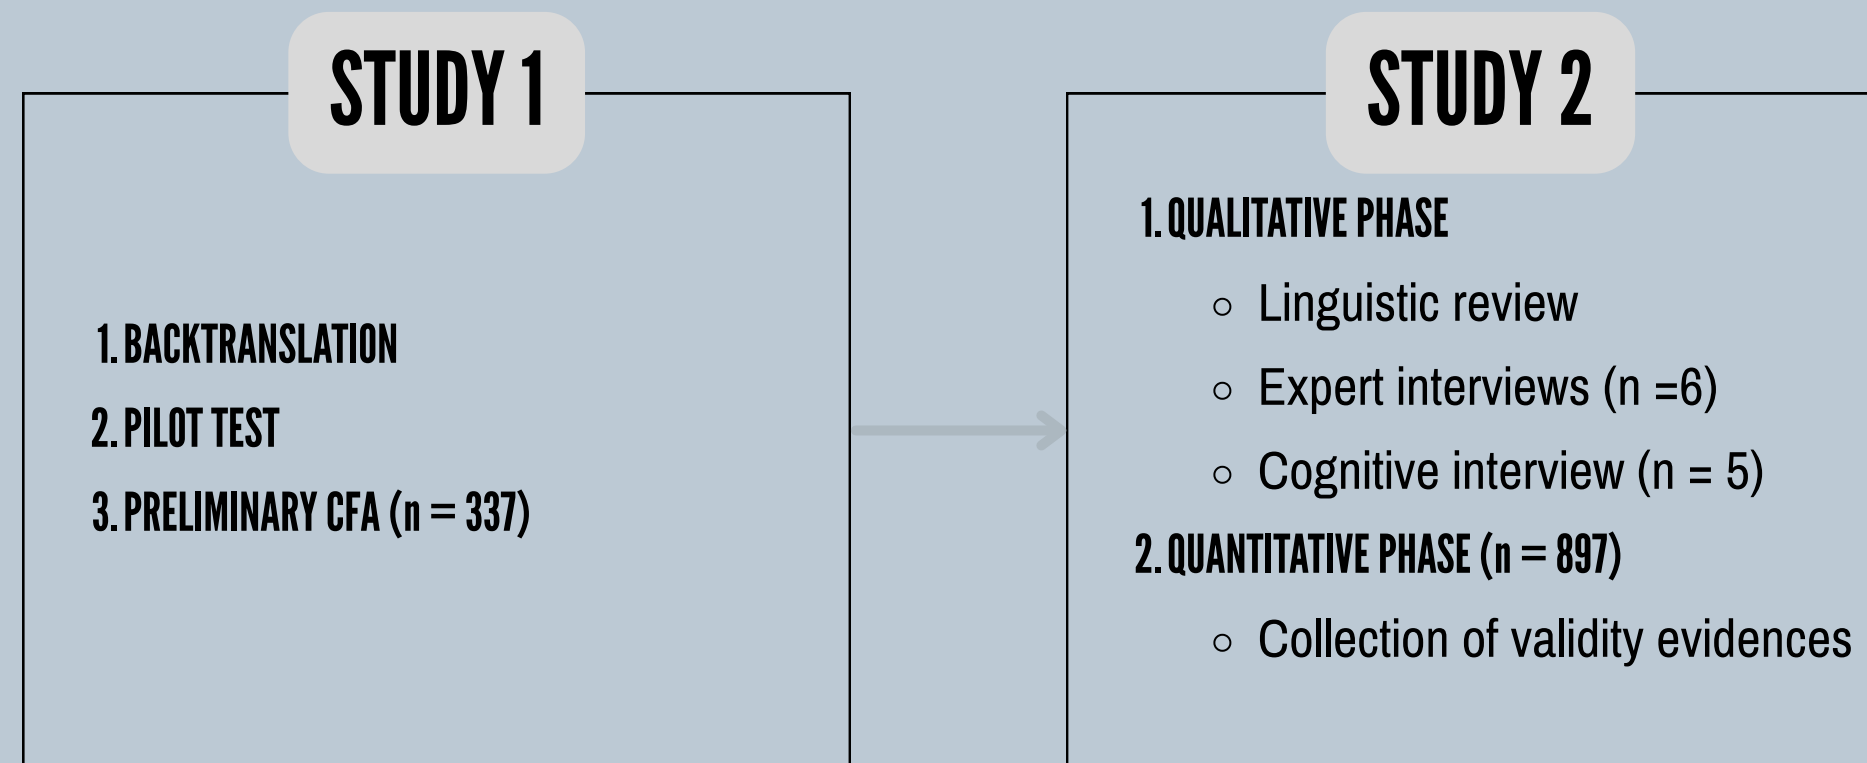 STUDY 1
1. BACKTRANSLATION
2. PILOT TEST
3. PRELIMINARY CFA (n = 337)
STUDY 2
1. QUALITATIVE PHASE
○ Linguistic review
○ Expert interviews (n =6)
○ Cognitive interview (n = 5)
2. QUANTITATIVE PHASE (n = 897)
○ Collection of validity evidences